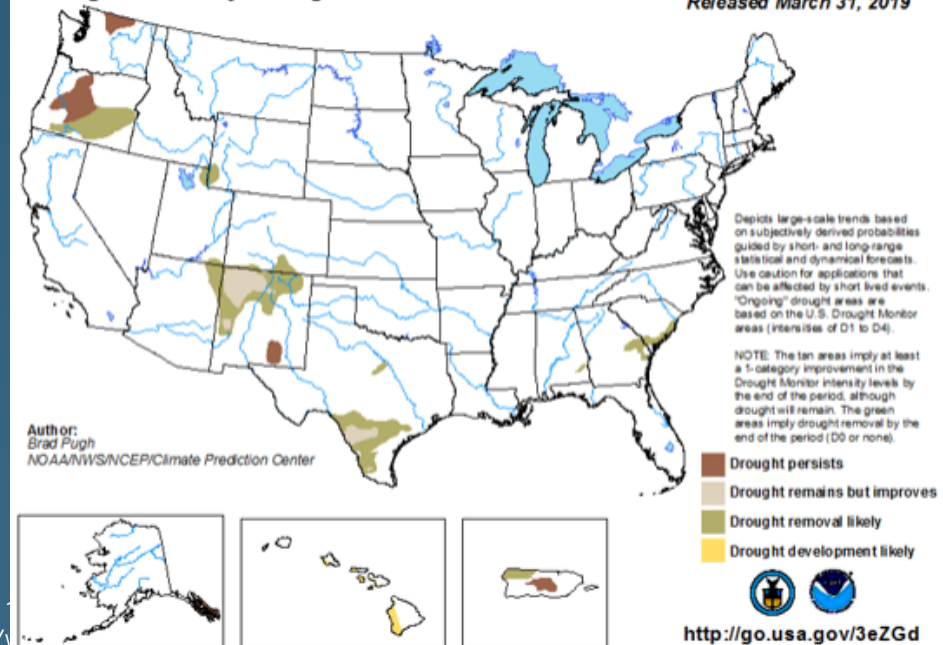 Released March 31, 2019
Depicts large-scale trends based
on subjectively derived probabilities
guided by short- and long-range
statistical and dynamical forecasts.
Use caution for applications that
can be affected by short lived events.
"Ongoing" drought areas are
based on the U.S. Drought Monitor
areas (intensities of D1 to D4).
NOTE: The tan areas imply at least
a 1-category improvement in the
Drought Monitor intensity levels by
the end of the period, although
drought will remain. The green
areas imply drought removal by the
end of the period (D0 or none).
Author:
Brad Pugh
NOAA/NWS/NCEP/Climate Prediction Center
Drought persists
Drought remains but improves
Drought removal likely
Drought development likely
http://go.usa.gov/3eZGd